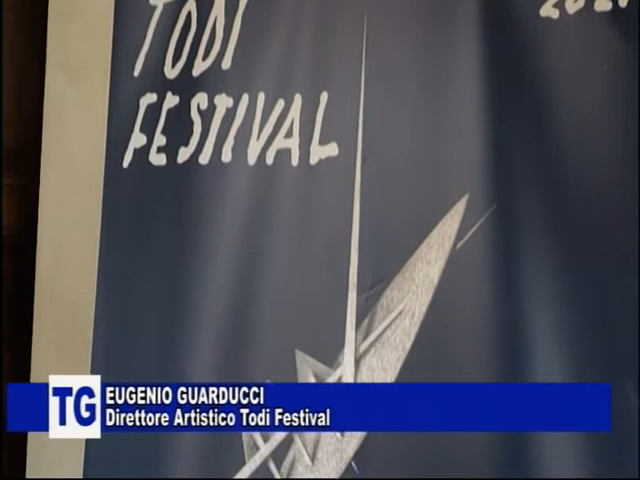 TODI
FESTIVAL
TG
EUGENIO GUARDUCCI
Direttore Artistico Todi Festival